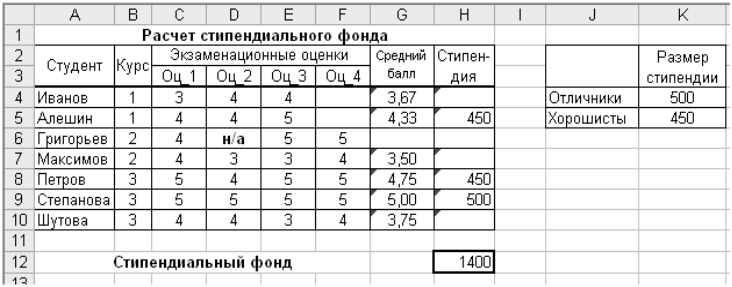 A B C D E F G H I J K
1 Расчет стипендиального фонда
2 Студент Курс Экзаменационные оценки Средний балл Стипен- Размер
3 Оц_1 Оц_2 Оц_3 Оц_4 дия стипендии
4 Иванов 1 3 4 4 3,67 Отличники 500
5 Алешин 1 4 4 5 4,33 450 Хорошисты 450
6 Григорьев 2 4 н/а 5 5
7 Максимов 2 4 3 3 4 3,50
8 Петров 3 5 4 5 5 4,75 450
9 Степанова 3 5 5 5 5 5,00 500
10 Шутова 3 4 4 3 4 3,75
11
12 Стипендиальный фонд 1400
13